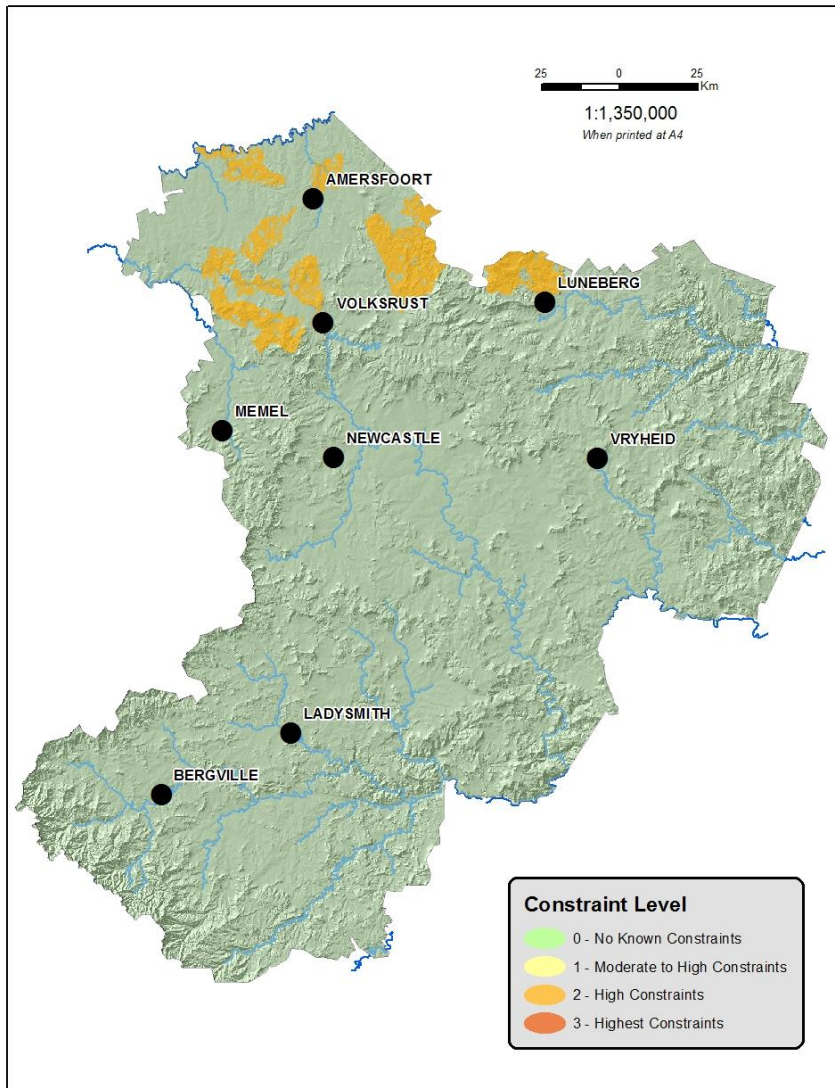 25 0 25
Km
1:1,350,000
When printed at A4
AMERSFOORT
LUNEBERG
VOLKSRUST
MEMEL
NEWCASTLE
VRYHEID
LADYSMITH
BERGVILLE
Constraint Level
0 - No Known Constraints
1 - Moderate to High Constraints
2 - High Constraints
3 - Highest Constraints